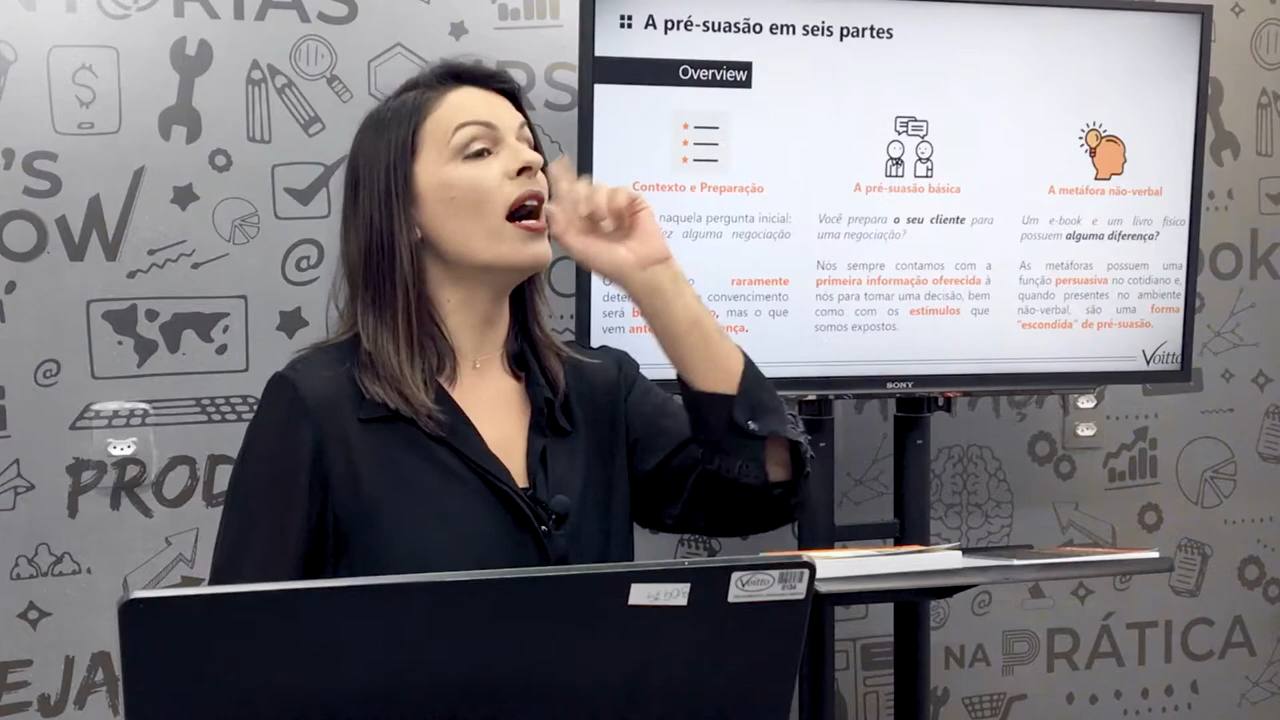 A pré-suasão em seis partes
Overview
Contexto e Preparação
naquela pergunta inicial:
alguma negociação
raramente
convencimento
será
mas o que
vem
A pré-suasão básica
Você prepara o seu cliente para
uma negociação?
Nós sempre contamos com a
primeira informação oferecida à
nós para tomar uma decisão, bem
como com os estímulos que
somos expostos.
A metáfora não-verbal
Um e-book e um livro físico
possuem alguma diferença?
As metáforas possuem uma
função persuasiva no cotidiano e,
quando presentes no ambiente
não-verbal, são uma forma
"escondida" de pré-suasão.
Voitto
SONY
Voitto
0134
'S
OW
@
@
@
@
PROD
EJA
NA PRÁTICA